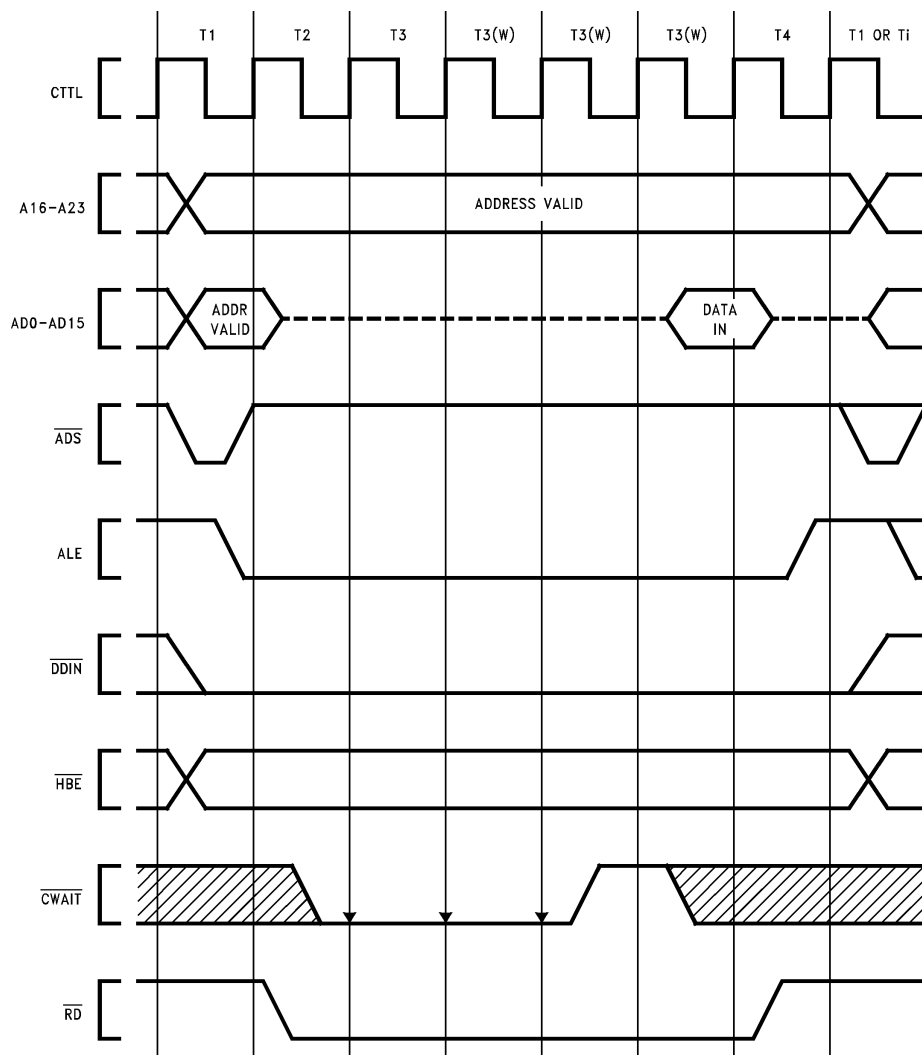 T1 T2 T3 T3(W) T3(W) T3(W) T4 T1 OR Ti
CTTL
A16-A23
ADDRESS VALID
AD0-AD15
ADDR
VALID
DATA
IN
ADS
ALE
DDIN
HBE
CWAIT
RD